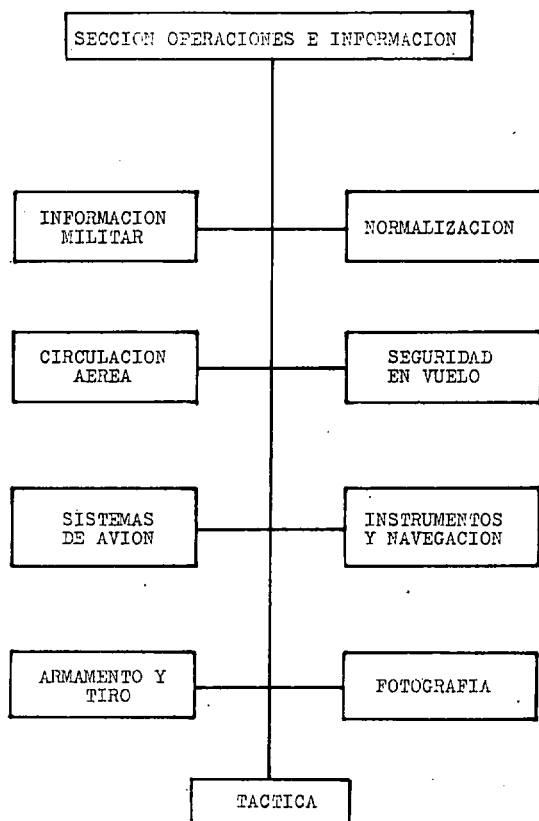 SECCION OPERACIONES E INFORMACION
INFORMACION
MILITAR
NORMALIZACION
CIRCULACION
AEREA
SEGURIDAD
EN VUELO
SISTEMAS
DE AVION
INSTRUMENTOS
Y NAVEGACION
ARMAMENTO Y
TIRO
FOTOGRAFIA
TACTICA